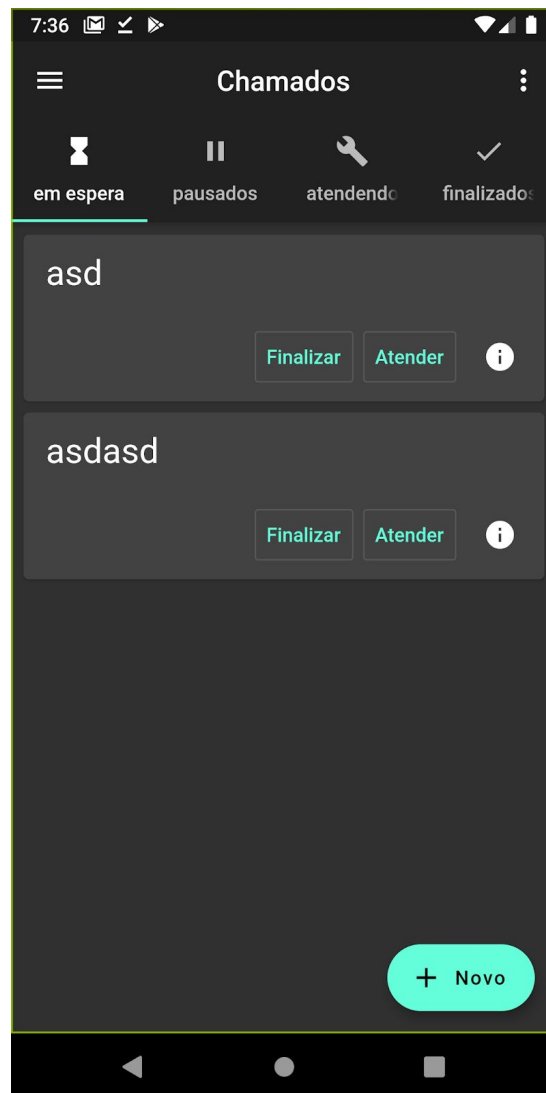 7:36
Chamados
em espera pausados atendendo finalizados
asd
Finalizar Atender
asdasd
Finalizar Atender
+ Novo